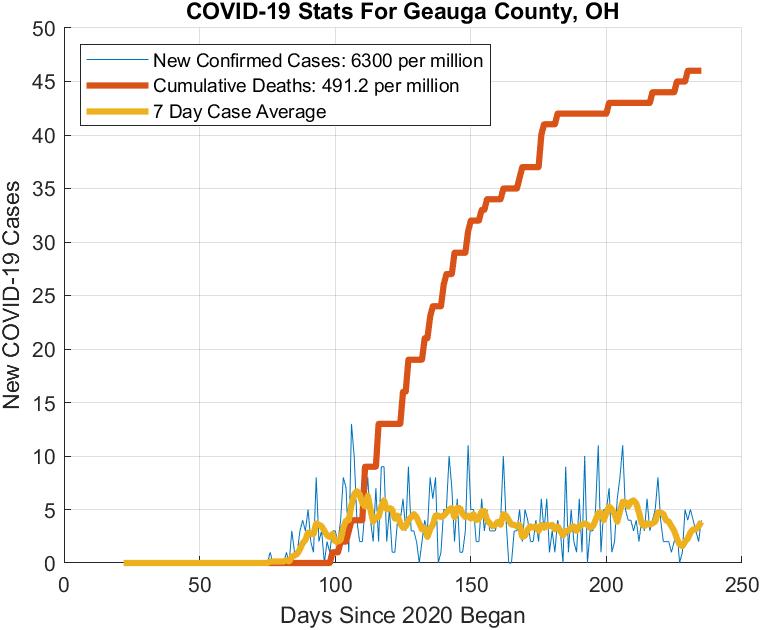 COVID-19 Stats For Geauga County, OH
New Confirmed Cases: 6300 per million
Cumulative Deaths: 491.2 per million
7 Day Case Average
New COVID-19 Cases
50
45
40
35
30
25
20
15
10
5
0
0 50 100 150 200 250
Days Since 2020 Began